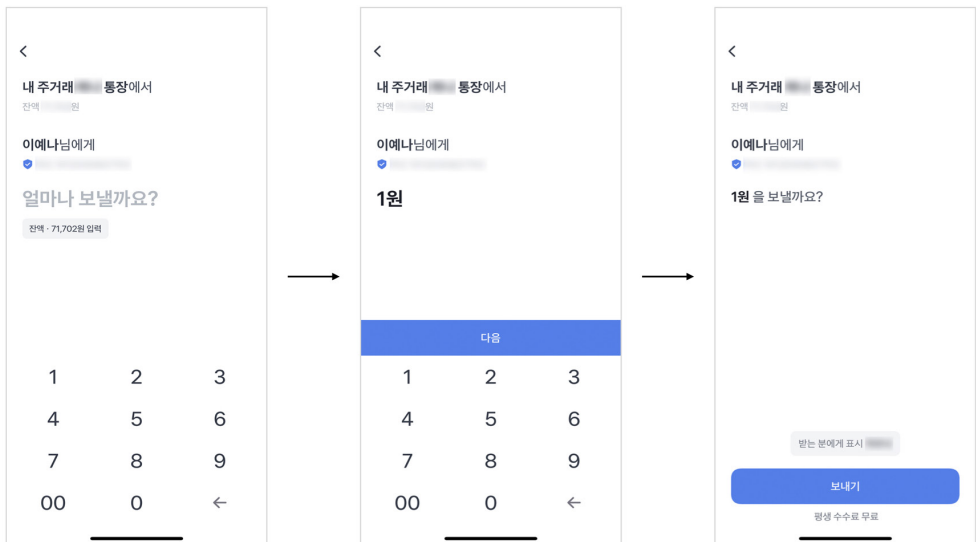 내 주거래 통장에서
잔액 원
이예나님에게
얼마나 보낼까요?
잔액 · 71,702원 입력
1 2 3
4 5 6
7 8 9
00 0 ←
내 주거래 통장에서
잔액 원
이예나님에게
1원
다음
1 2 3
4 5 6
7 8 9
00 0 ←
내 주거래 통장에서
잔액 원
이예나님에게
1원 을 보낼까요?
받는 분에게 표시
보내기
평생 수수료 무료